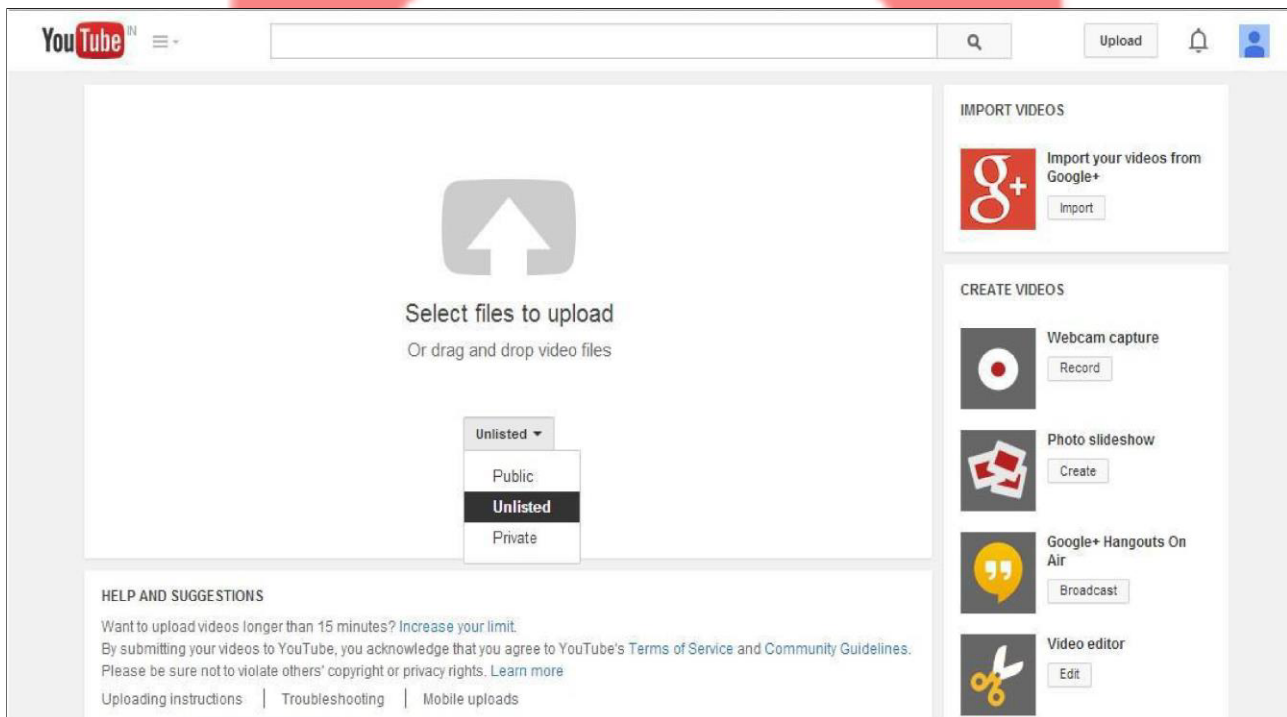 YouTube IN
Upload
Select files to upload
Or drag and drop video files
Unlisted
Public
Unlisted
Private
HELP AND SUGGESTIONS
Want to upload videos longer than 15 minutes? Increase your limit.
By submitting your videos to YouTube, you acknowledge that you agree to YouTube's Terms of Service and Community Guidelines.
Please be sure not to violate others' copyright or privacy rights. Learn more
Uploading instructions | Troubleshooting | Mobile uploads
IMPORT VIDEOS
g+
Import your videos from
Google+
Import
CREATE VIDEOS
Webcam capture
Record
Photo slideshow
Create
Google+ Hangouts On
Air
Broadcast
Video editor
Edit